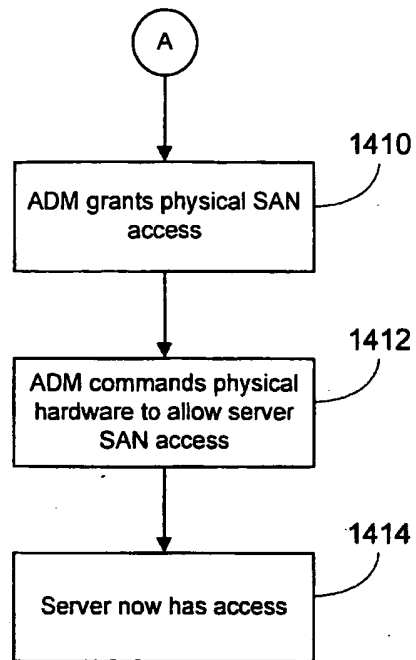 A
1410
ADM grants physical SAN
access
1412
ADM commands physical
hardware to allow server
SAN access
1414
Server now has access